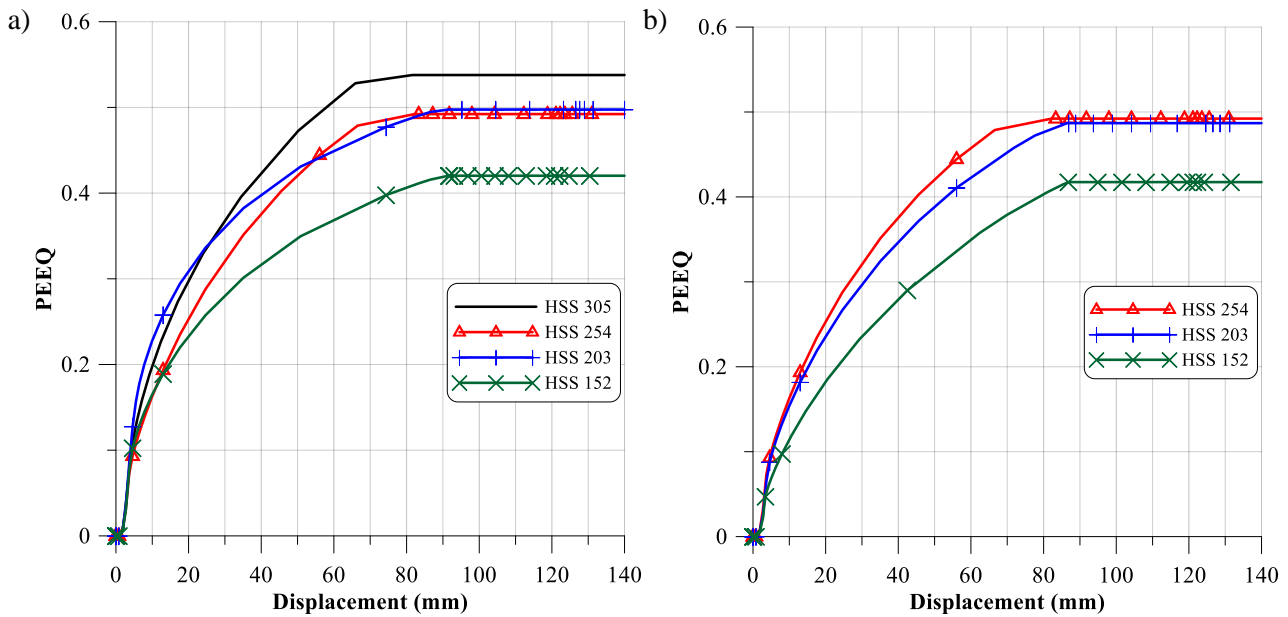 a)
0.6
0.4
0.2
0
PEEQ
0 20 40 60 80 100 120 140
Displacement (mm)
HSS 305
HSS 254
HSS 203
HSS 152
b)
0.6
0.4
0.2
0
PEEQ
0 20 40 60 80 100 120 140
Displacement (mm)
HSS 254
HSS 203
HSS 152